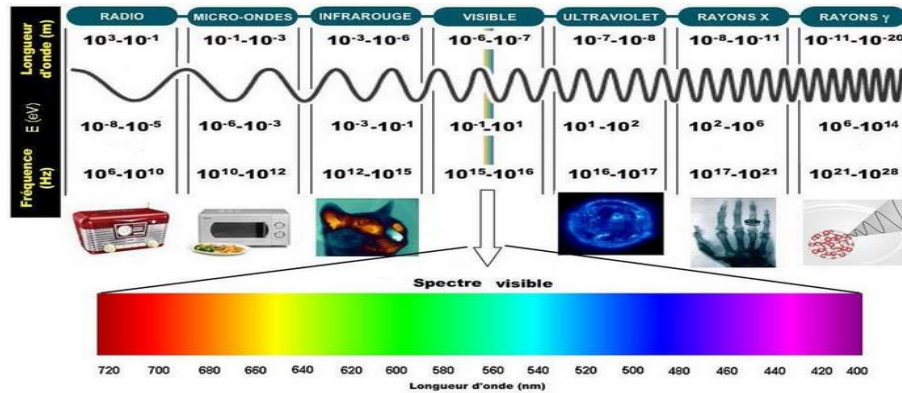 RADIO MICRO-ONDES INFRAROUGE VISIBLE ULTRAVIOLET RAYONS X RAYONS γ
Longueur d'onde (m)
10³-10⁻¹ 10⁻¹-10⁻³ 10⁻³-10⁻⁶ 10⁻⁶-10⁻⁷ 10⁻⁷-10⁻⁸ 10⁻⁸-10⁻¹¹ 10⁻¹¹-10⁻²⁰
E (eV)
10⁻⁸-10⁻⁵ 10⁻⁶-10⁻³ 10⁻³-10⁻¹ 10⁻¹-10¹ 10¹-10² 10²-10⁶ 10⁶-10¹⁴
Fréquence (Hz)
10⁶-10¹⁰ 10¹⁰-10¹² 10¹²-10¹⁵ 10¹⁵-10¹⁶ 10¹⁶-10¹⁷ 10¹⁷-10²¹ 10²¹-10²⁸
Spectre visible
720 700 680 660 640 620 600 580 560 540 520 500 480 460 440 420 400
Longueur d'onde (nm)